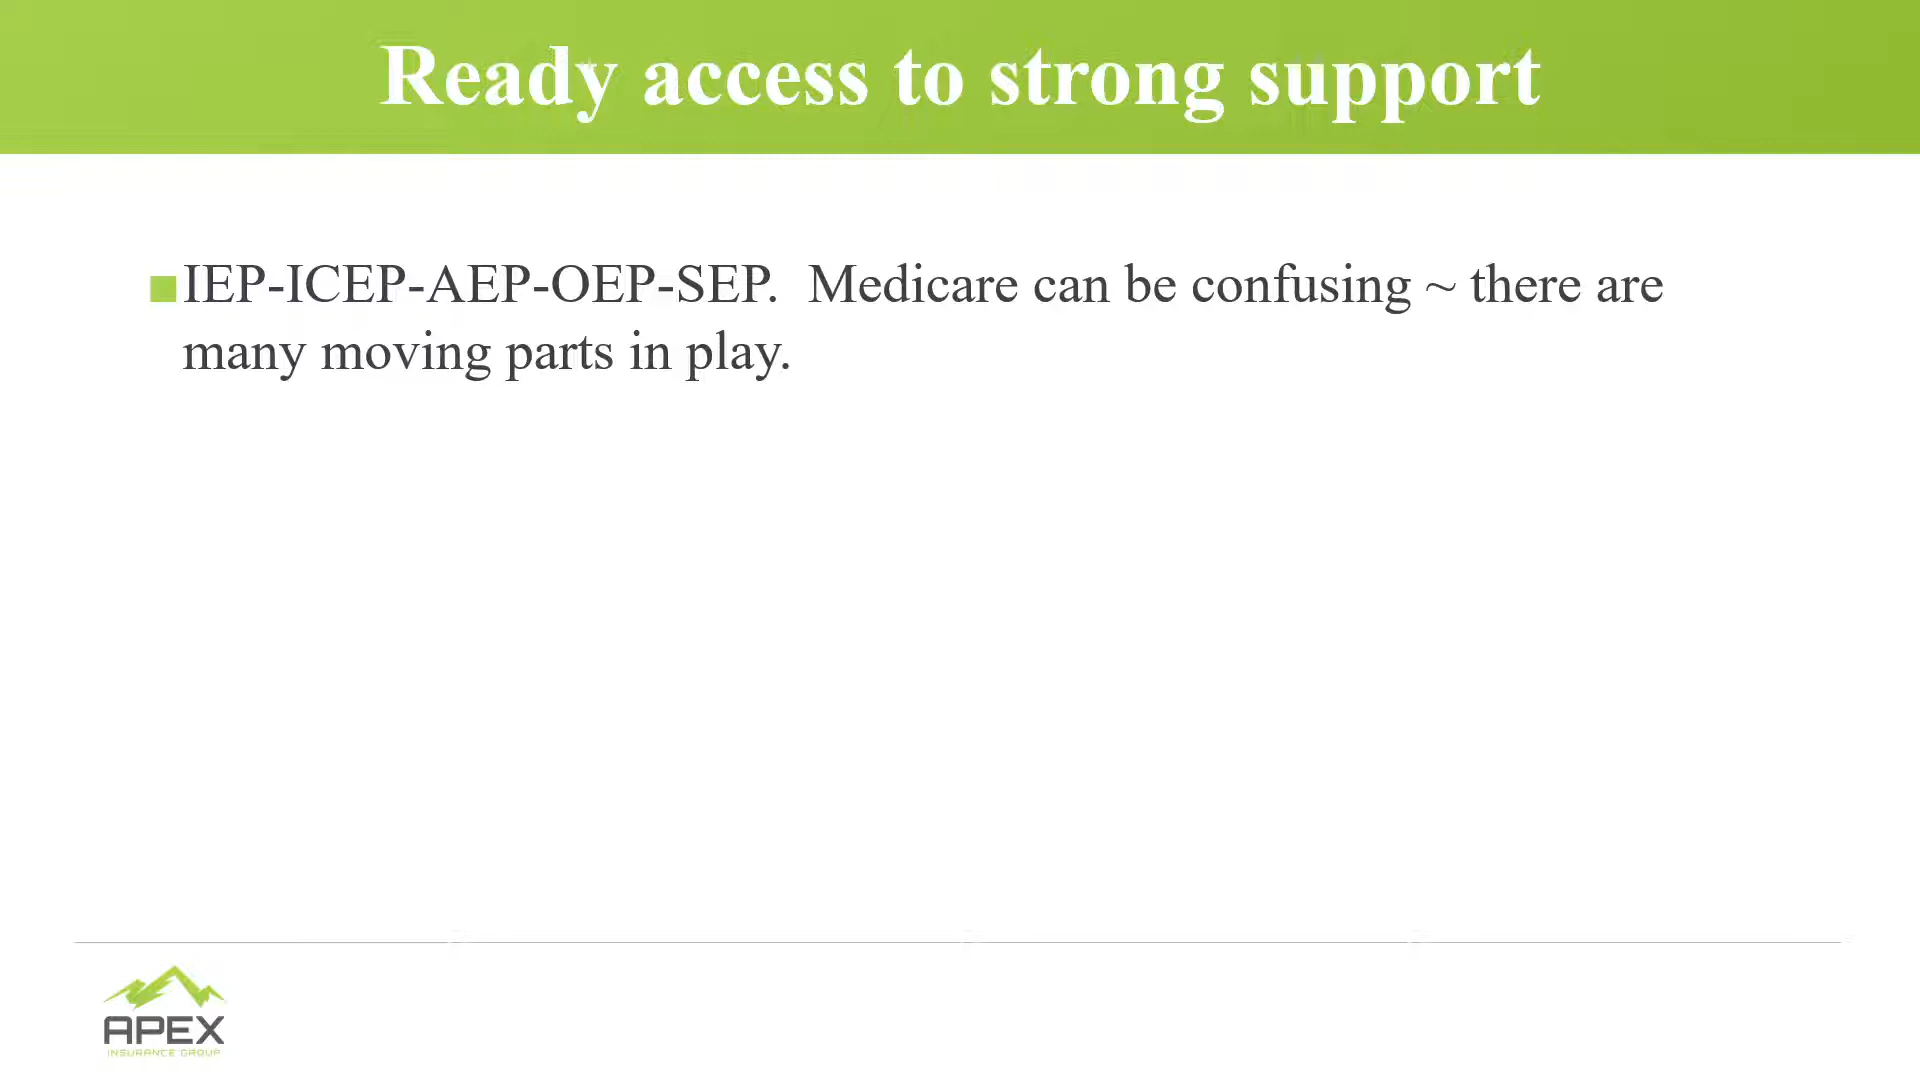 Ready access to strong support
IEP-ICEP-AEP-OEP-SEP.  Medicare can be confusing ~ there are
many moving parts in play.
APEX
INSURANCE GROUP